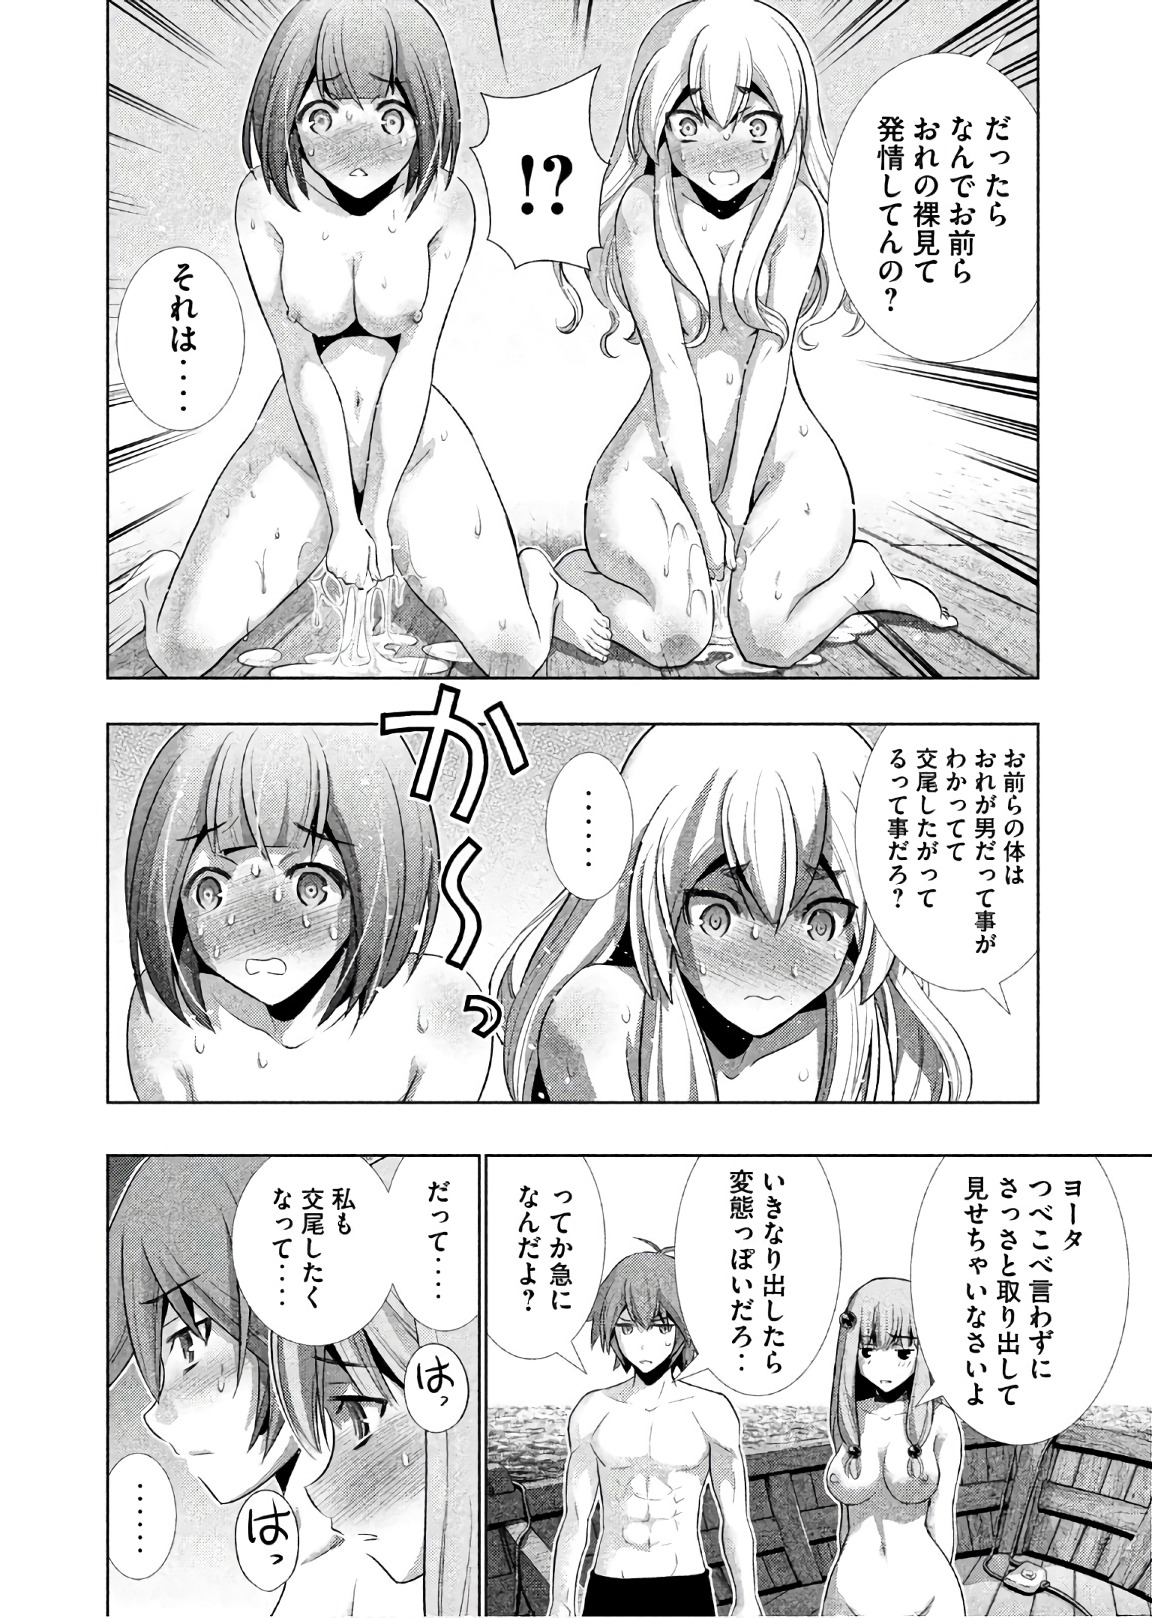 だったら
なんでお前ら
おれの裸見て
発情してんの?
!?
それは‥‥
お前らの体は
おれが男だって事が
わかってて
交尾したがって
るって事だろ?
‥‥‥
か〜っ
ヨータ
つべこべ言わずに
さっさと取り出して
見せちゃいなさいよ
いきなり出したら
変態っぽいだろ‥
ってか急に
なんだよ?
だって‥‥
私も
交尾したく
なって‥‥
はっ
はっ
‥‥‥